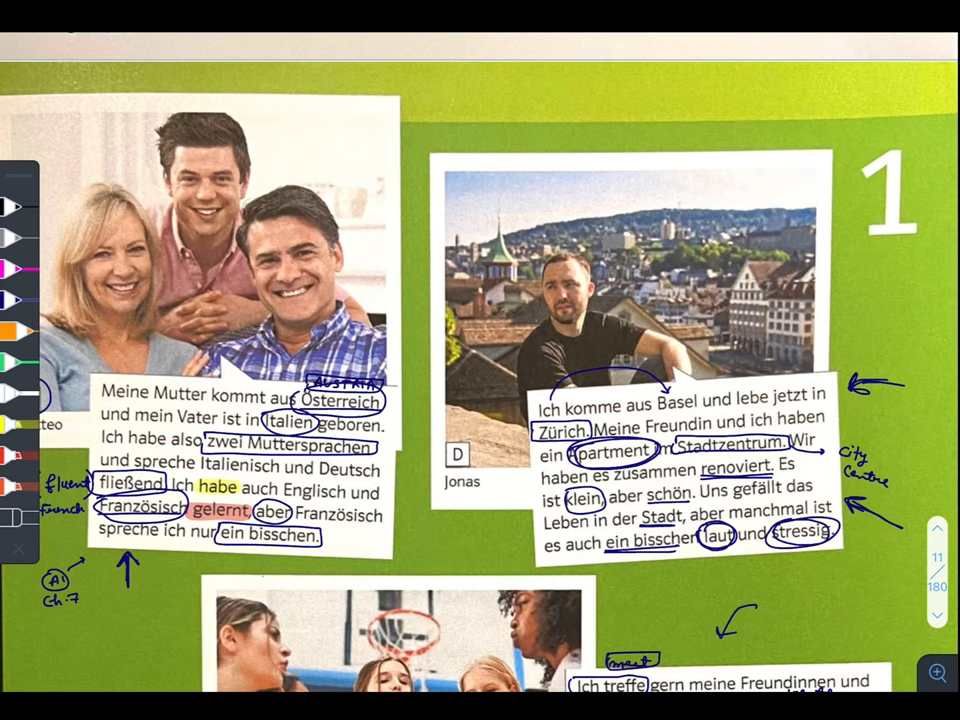 1
Meine Mutter kommt aus Österreich
AUSTRIA
und mein Vater ist in Italien geboren.
Ich habe also zwei Muttersprachen
und spreche Italienisch und Deutsch
fließend. Ich habe auch Englisch und
Französisch gelernt, aber Französisch
spreche ich nur ein bisschen.
fluent
French
A1
Ch.7
teo
D
Jonas
Ich komme aus Basel und lebe jetzt in
Zürich. Meine Freundin und ich haben
ein Apartment im Stadtzentrum. Wir
haben es zusammen renoviert. Es
ist klein, aber schön. Uns gefällt das
Leben in der Stadt, aber manchmal ist
es auch ein bisschen laut und stressig.
City
Centre
meet
Ich treffe gern meine Freundinnen und
11
180